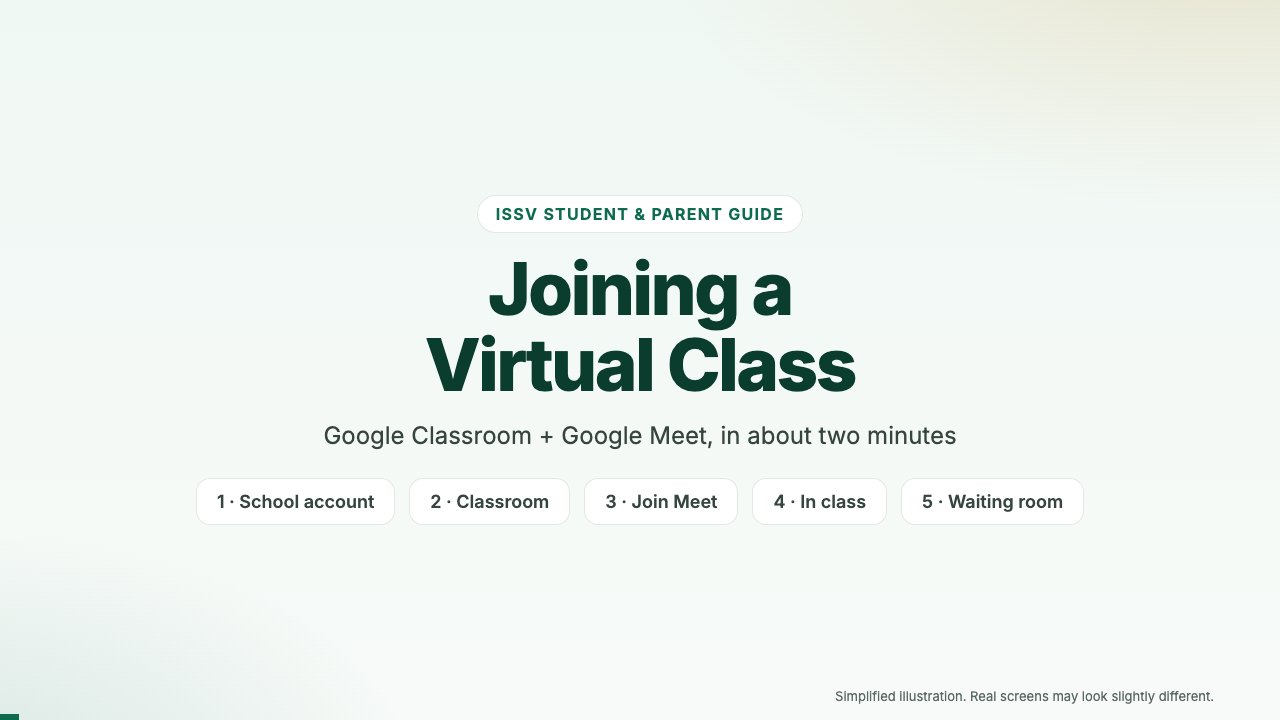 ISSV STUDENT & PARENT GUIDE
Joining a
Virtual Class
Google Classroom + Google Meet, in about two minutes
1 · School account
2 · Classroom
3 · Join Meet
4 · In class
5 · Waiting room
Simplified illustration. Real screens may look slightly different.